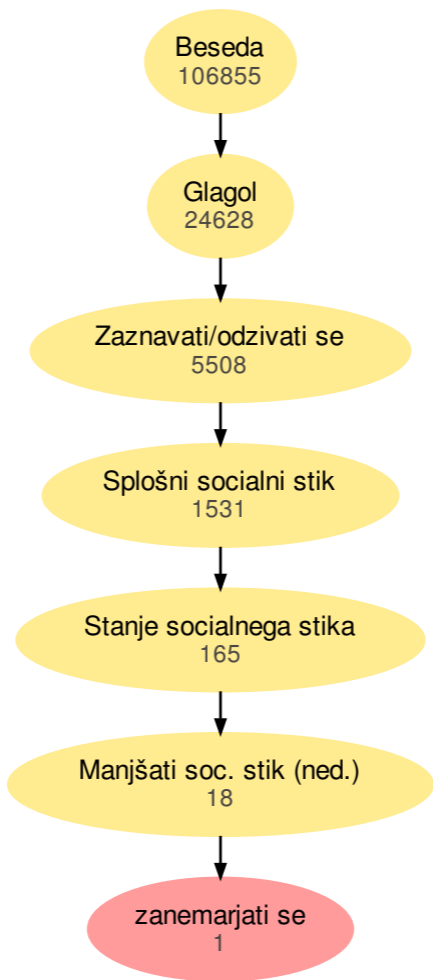 Beseda
106855
Glagol
24628
Zaznavati/odzivati se
5508
Splošni socialni stik
1531
Stanje socialnega stika
165
Manjšati soc. stik (ned.)
18
zanemarjati se
1